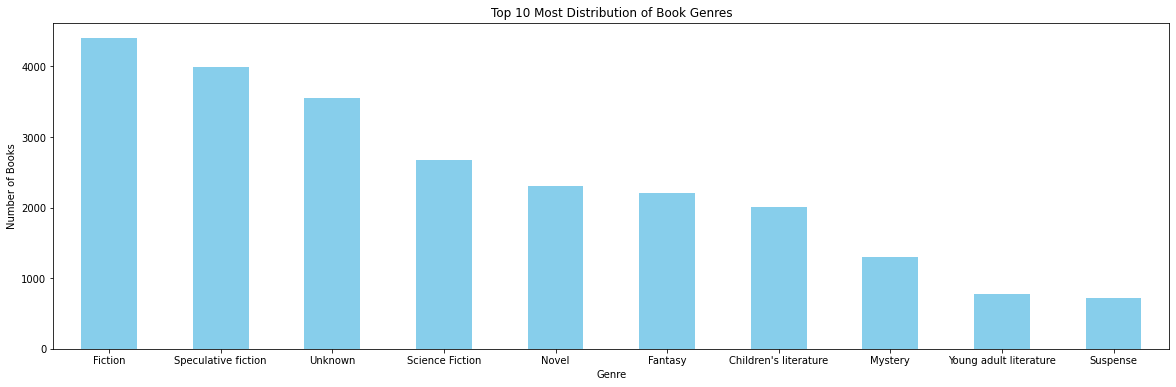 Top 10 Most Distribution of Book Genres
Number of Books
4000
3000
2000
1000
0
Fiction Speculative fiction Unknown Science Fiction Novel Fantasy Children's literature Mystery Young adult literature Suspense
Genre